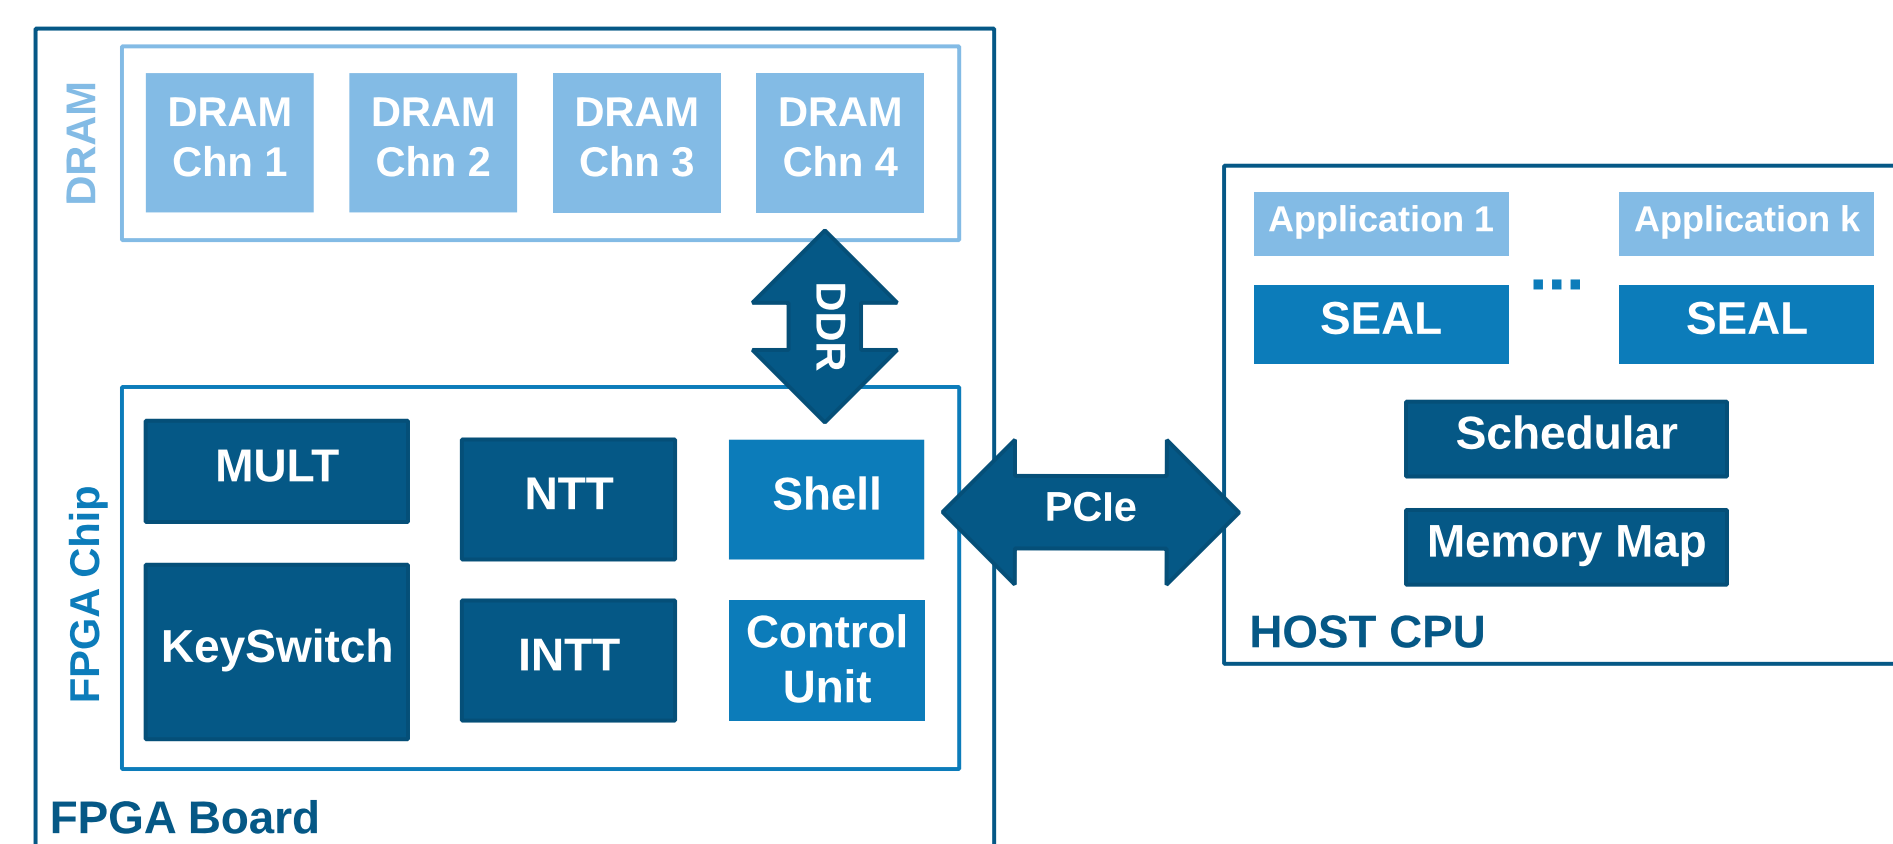 DRAM
DRAM
Chn 1
DRAM
Chn 2
DRAM
Chn 3
DRAM
Chn 4
DDR
FPGA Chip
MULT
KeySwitch
NTT
INTT
Shell
Control
Unit
FPGA Board
PCIe
Application 1
SEAL
...
Application k
SEAL
Schedular
Memory Map
HOST CPU